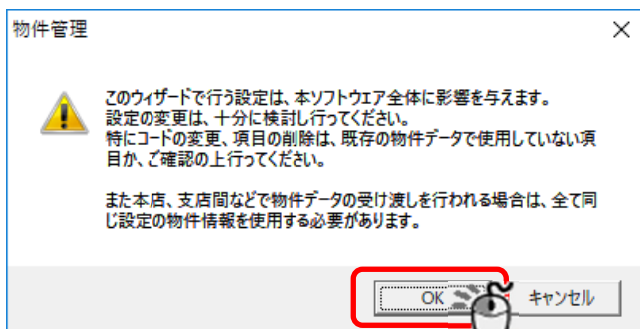 物件管理
このウィザードで行う設定は、本ソフトウエア全体に影響を与えます。
設定の変更は、十分に検討し行ってください。
特にコードの変更、項目の削除は、既存の物件データで使用していない項
目か、ご確認の上行ってください。
また本店、支店間などで物件データの受け渡しを行われる場合は、全て同
じ設定の物件情報を使用する必要があります。
OK
キャンセル